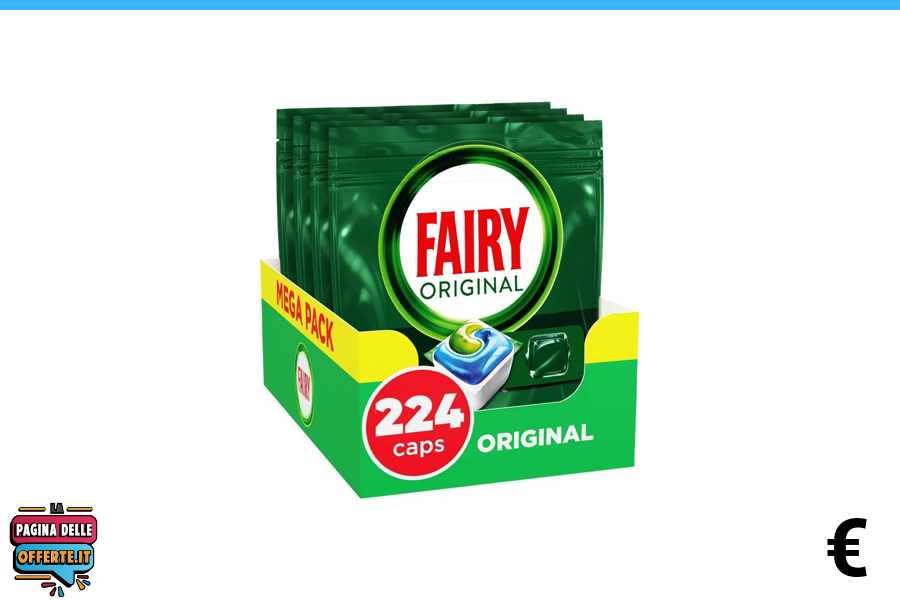 FAIRY
ORIGINAL
MEGA PACK
FAIRY
224
caps
ORIGINAL
LA
PAGINA DELLE
OFFERTE.IT
€